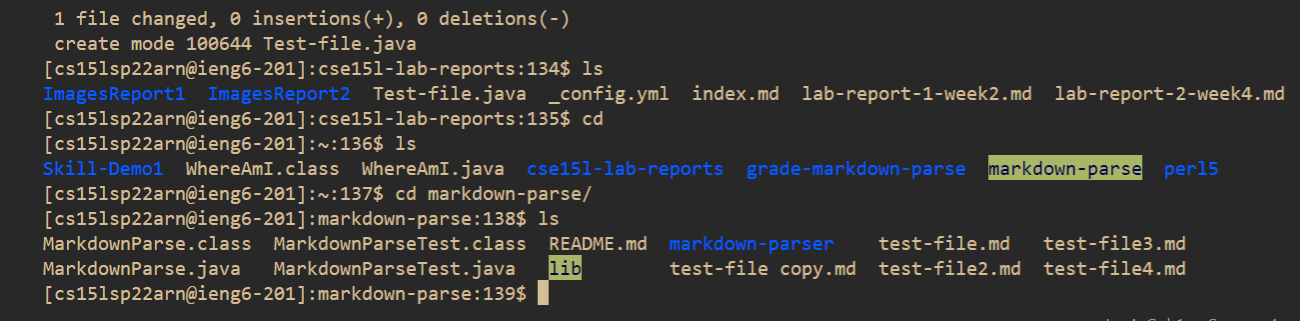 1 file changed, 0 insertions(+), 0 deletions(-)
create mode 100644 Test-file.java
[cs15lsp22arn@ieng6-201]:cse15l-lab-reports:134$ ls
ImagesReport1  ImagesReport2  Test-file.java  _config.yml  index.md  lab-report-1-week2.md  lab-report-2-week4.md
[cs15lsp22arn@ieng6-201]:cse15l-lab-reports:135$ cd
[cs15lsp22arn@ieng6-201]:~:136$ ls
Skill-Demo1  WhereAmI.class  WhereAmI.java  cse15l-lab-reports  grade-markdown-parse  markdown-parse  perl5
[cs15lsp22arn@ieng6-201]:~:137$ cd markdown-parse/
[cs15lsp22arn@ieng6-201]:markdown-parse:138$ ls
MarkdownParse.class  MarkdownParseTest.class  README.md  markdown-parser    test-file.md   test-file3.md
MarkdownParse.java   MarkdownParseTest.java   lib        test-file copy.md  test-file2.md  test-file4.md
[cs15lsp22arn@ieng6-201]:markdown-parse:139$